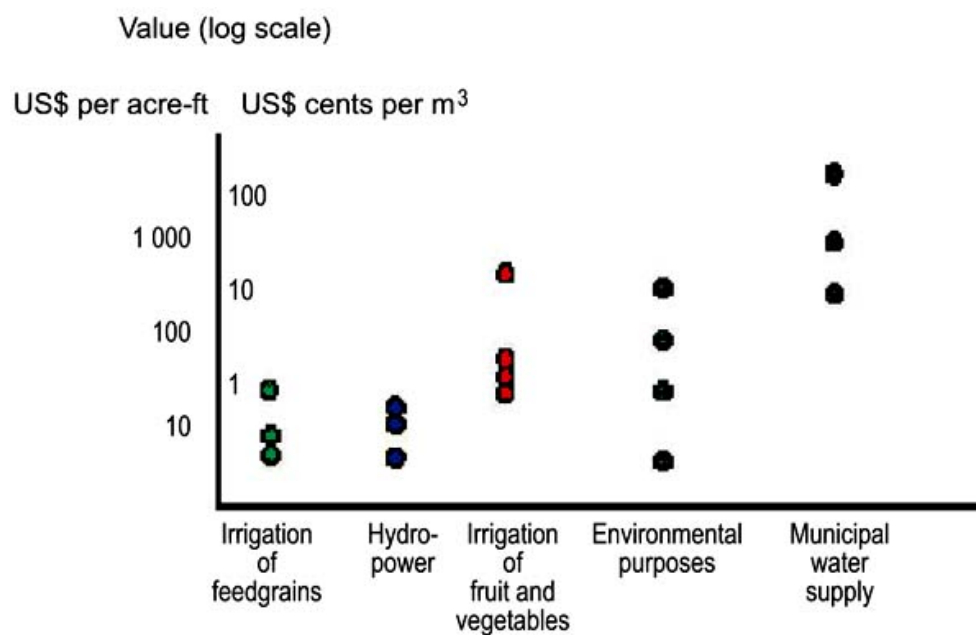 Value (log scale)
US$ per acre-ft US$ cents per m³
100
1 000
10
100
1
10
Irrigation
of
feedgrains
Hydro-
power
Irrigation
of
fruit and
vegetables
Environmental
purposes
Municipal
water
supply